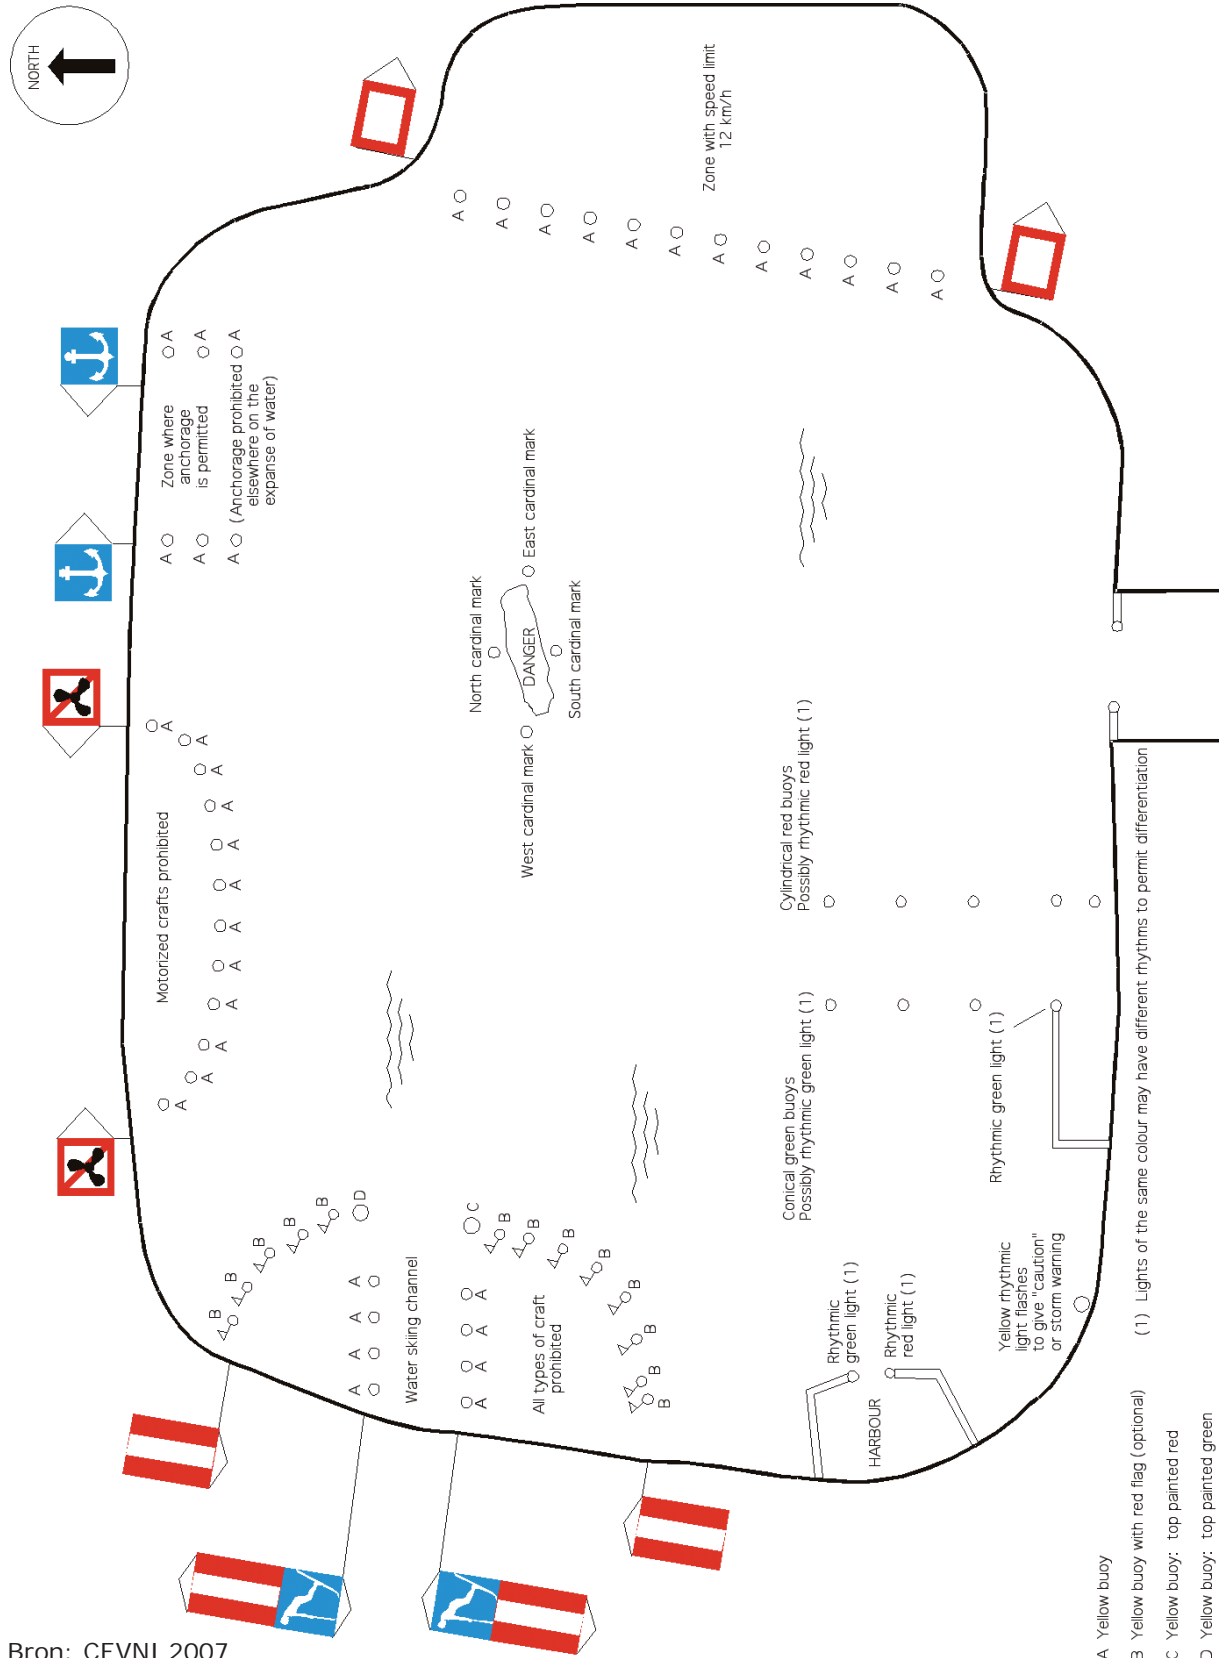 NORTH
Zone with speed limit
12 km/h
A
A
A
A
A
A
A
A
A
A
A
A
Zone where
anchorage
is permitted
(Anchorage prohibited
elsewhere on the
expanse of water)
A
A
A
A
A
A
Motorized crafts prohibited
A
A
A
A
A
A
A
A
A
A
A
A
North cardinal mark
East cardinal mark
DANGER
West cardinal mark
South cardinal mark
B
B
B
B
B
D
A
A
A
A
Water skiing channel
A
A
A
A
C
All types of craft
prohibited
B
B
B
B
B
B
B
B
Cylindrical red buoys
Possibly rhythmic red light (1)
Conical green buoys
Possibly rhythmic green light (1)
Rhythmic green light (1)
Rhythmic
green light (1)
Rhythmic
red light (1)
HARBOUR
Yellow rhythmic
light flashes
to give "caution"
or storm warning
A Yellow buoy
B Yellow buoy with red flag (optional)
C Yellow buoy: top painted red
D Yellow buoy: top painted green
(1) Lights of the same colour may have different rhythms to permit differentiation
Bron: CEVNI 2007